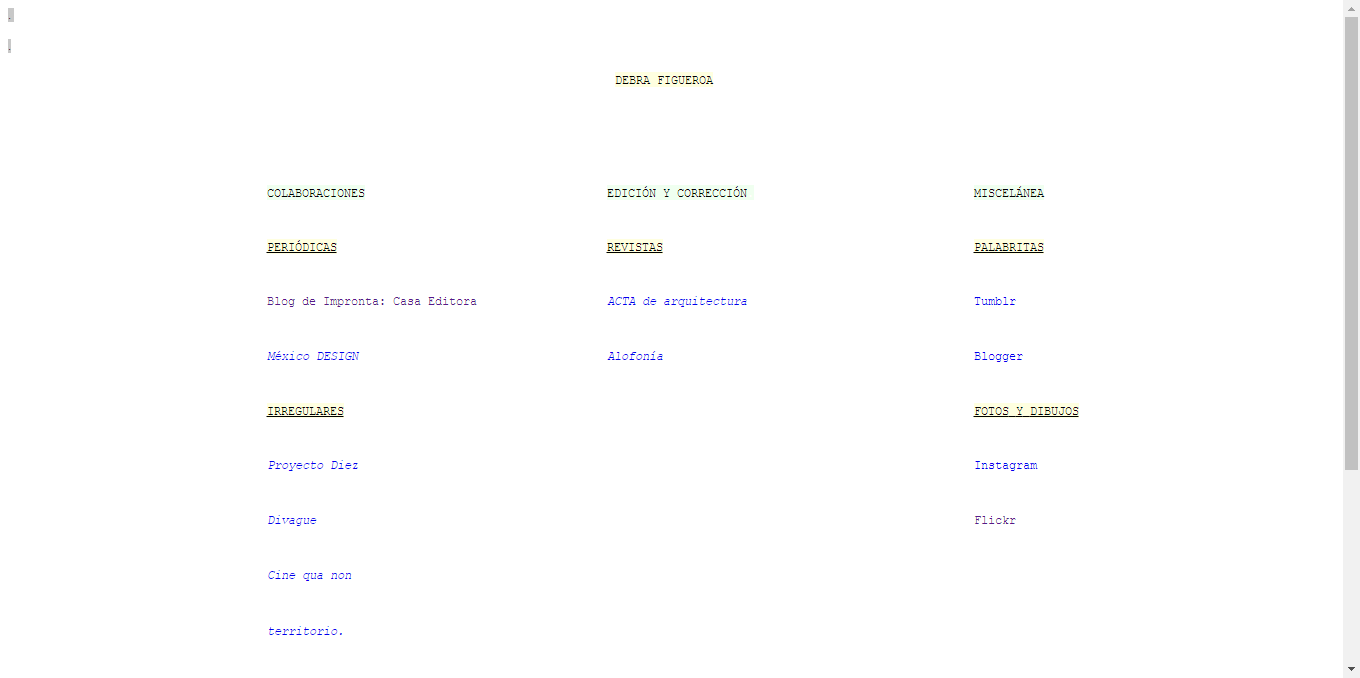 .
.
DEBRA FIGUEROA
COLABORACIONES
PERIÓDICAS
Blog de Impronta: Casa Editora
México DESIGN
IRREGULARES
Proyecto Diez
Divague
Cine qua non
territorio.
EDICIÓN Y CORRECCIÓN
REVISTAS
ACTA de arquitectura
Alofonía
MISCELÁNEA
PALABRITAS
Tumblr
Blogger
FOTOS Y DIBUJOS
Instagram
Flickr